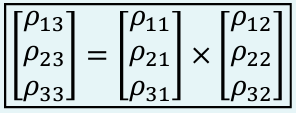 [ρ₁₃] = [ρ₁₁] × [ρ₁₂]
[ρ₂₃] = [ρ₂₁] × [ρ₂₂]
[ρ₃₃] = [ρ₃₁] × [ρ₃₂]